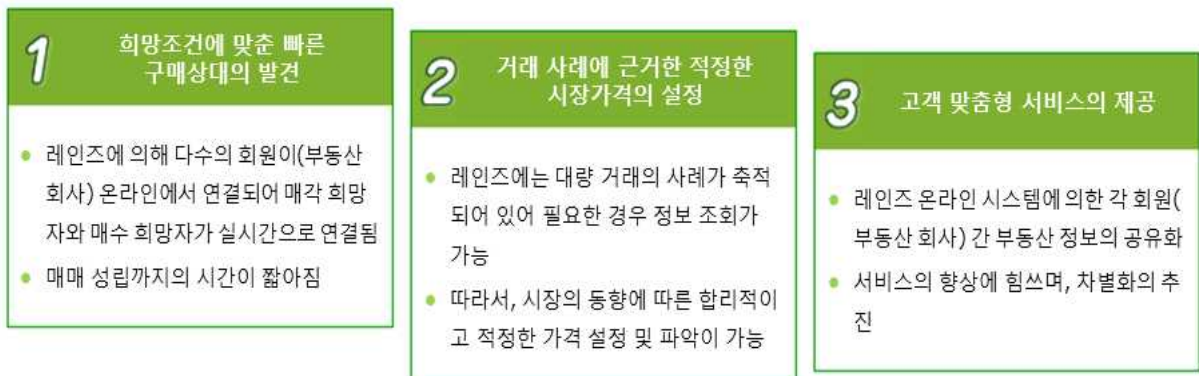 1
희망조건에 맞춘 빠른
구매상대의 발견
• 레인즈에 의해 다수의 회원이(부동산
회사) 온라인에서 연결되어 매각 희망
자와 매수 희망자가 실시간으로 연결됨
• 매매 성립까지의 시간이 짧아짐
2
거래 사례에 근거한 적정한
시장가격의 설정
• 레인즈에는 대량 거래의 사례가 축적
되어 있어 필요한 경우 정보 조회가
가능
• 따라서, 시장의 동향에 따른 합리적이
고 적정한 가격 설정 및 파악이 가능
3
고객 맞춤형 서비스의 제공
• 레인즈 온라인 시스템에 의한 각 회원(
부동산 회사) 간 부동산 정보의 공유화
• 서비스의 향상에 힘쓰며, 차별화의 추
진